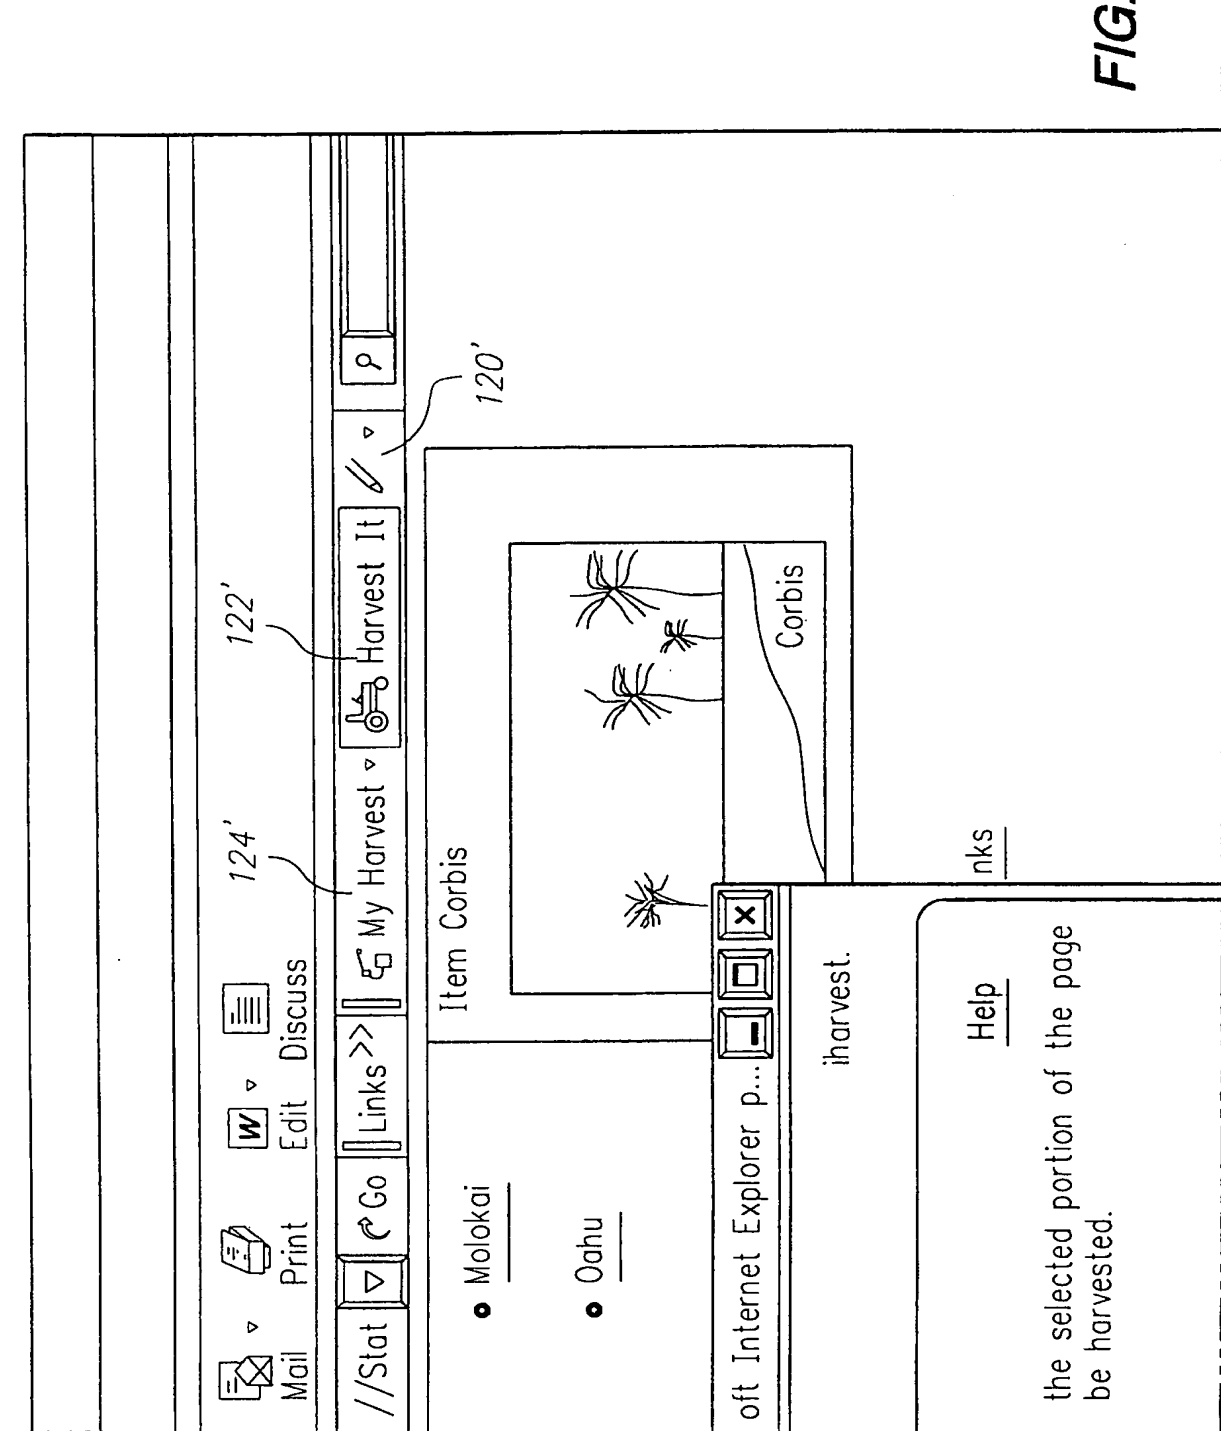 Mail Print Edit Discuss
//Stat Go Links>> My Harvest Harvest It
124'
122'
120'
Item Corbis
Molokai
Oahu
Corbis
oft Internet Explorer p...
iharvest.
Help
nks
the selected portion of the page
be harvested.
FIG.